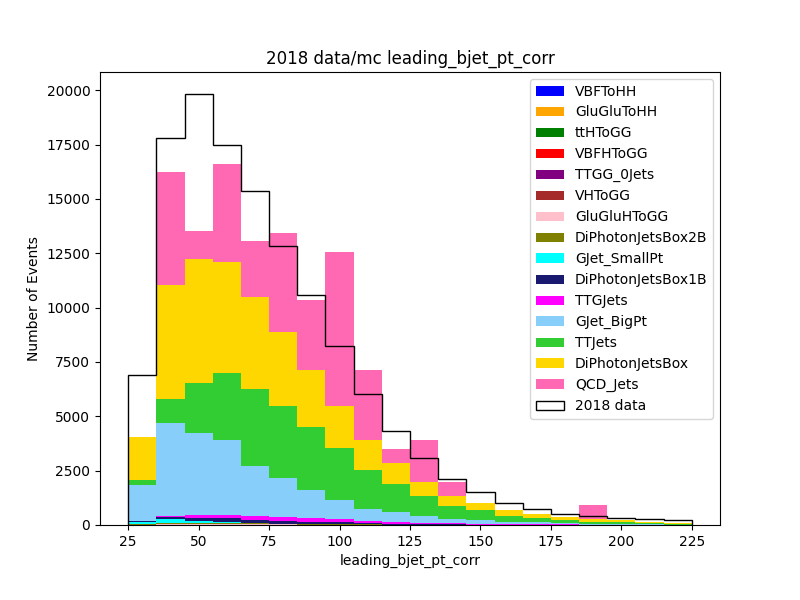 2018 data/mc leading_bjet_pt_corr
20000
17500
15000
12500
10000
7500
5000
2500
0
Number of Events
25
50
75
100
125
150
175
200
225
leading_bjet_pt_corr
VBFToHH
GluGluToHH
ttHToGG
VBFHToGG
TTGG_0Jets
VHToGG
GluGluHToGG
DiPhotonJetsBox2B
GJet_SmallPt
DiPhotonJetsBox1B
TTGJets
GJet_BigPt
TTJets
DiPhotonJetsBox
QCD_Jets
2018 data